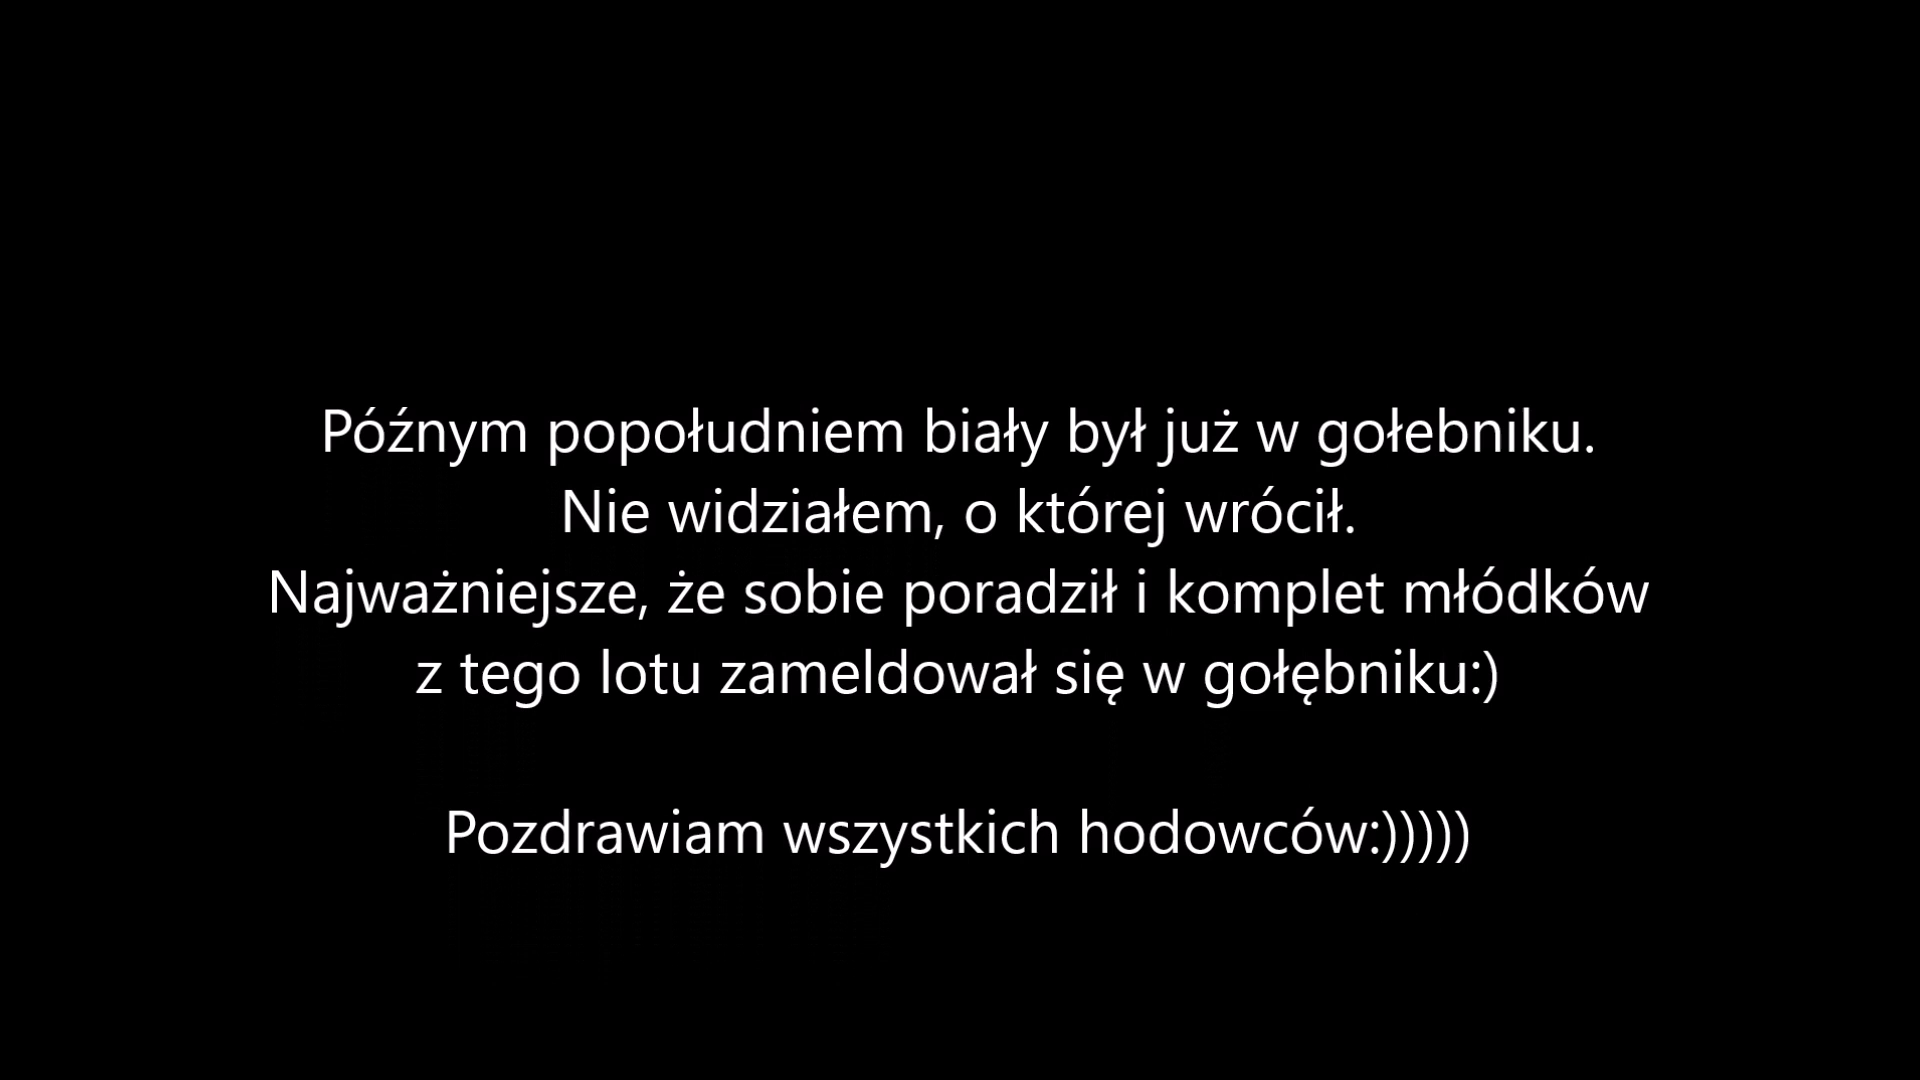 Późnym popołudniem biały był już w gołebniku.
Nie widziałem, o której wrócił.
Najważniejsze, że sobie poradził i komplet młódków
z tego lotu zameldował się w gołębniku:)
Pozdrawiam wszystkich hodowców:)))))